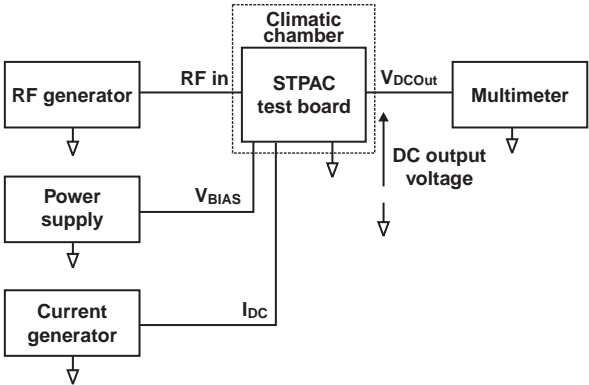 Climatic
chamber
RF generator
RF in
STPAC
test board
VDCOut
Multimeter
DC output
voltage
Power
supply
VBIAS
Current
generator
IDC